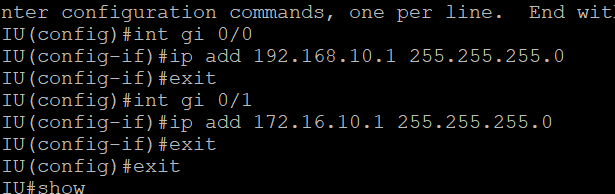 nter configuration commands, one per line.  End wit
IU(config)#int gi 0/0
IU(config-if)#ip add 192.168.10.1 255.255.255.0
IU(config-if)#exit
IU(config)#int gi 0/1
IU(config-if)#ip add 172.16.10.1 255.255.255.0
IU(config-if)#exit
IU(config)#exit
IU#show